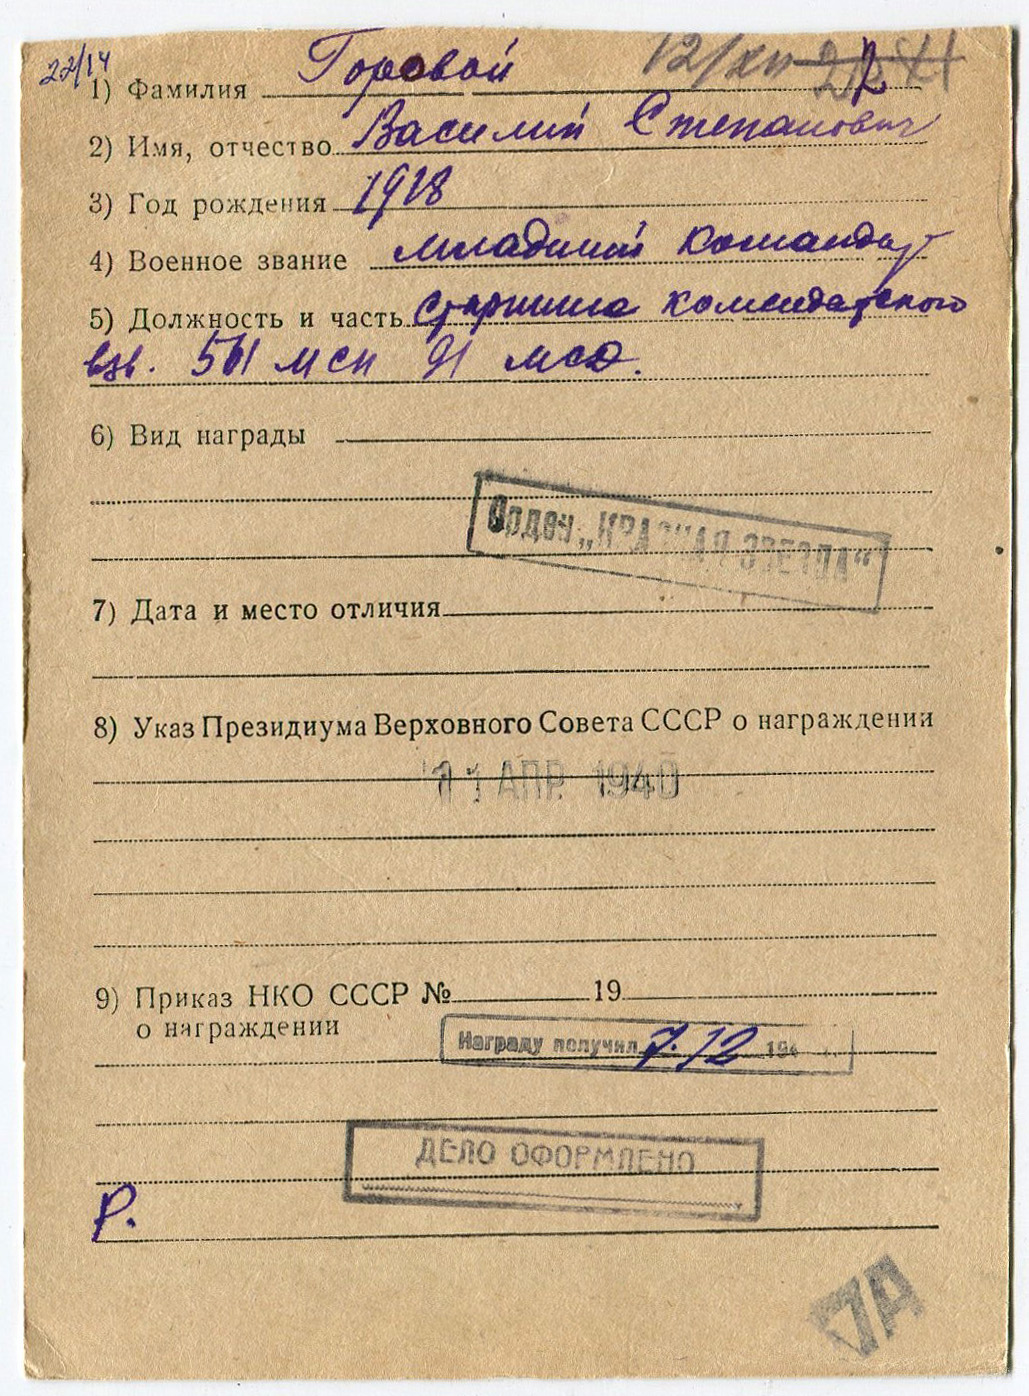 22/14
12/XII
1) Фамилия Горовой
2) Имя, отчество Василий Степанович
3) Год рождения 1918
4) Военное звание младший команд
5) Должность и часть Старшина комендатского
взв. 561 мсп 91 мсд.
6) Вид награды
Орден „КРАСНАЯ ЗВЕЗДА“
7) Дата и место отличия
8) Указ Президиума Верховного Совета СССР о награждении
11 АПР. 1940
9) Приказ НКО СССР № 19
о награждении
Награду получил 7.12 194
ДЕЛО ОФОРМЛЕНО
Р.
7А